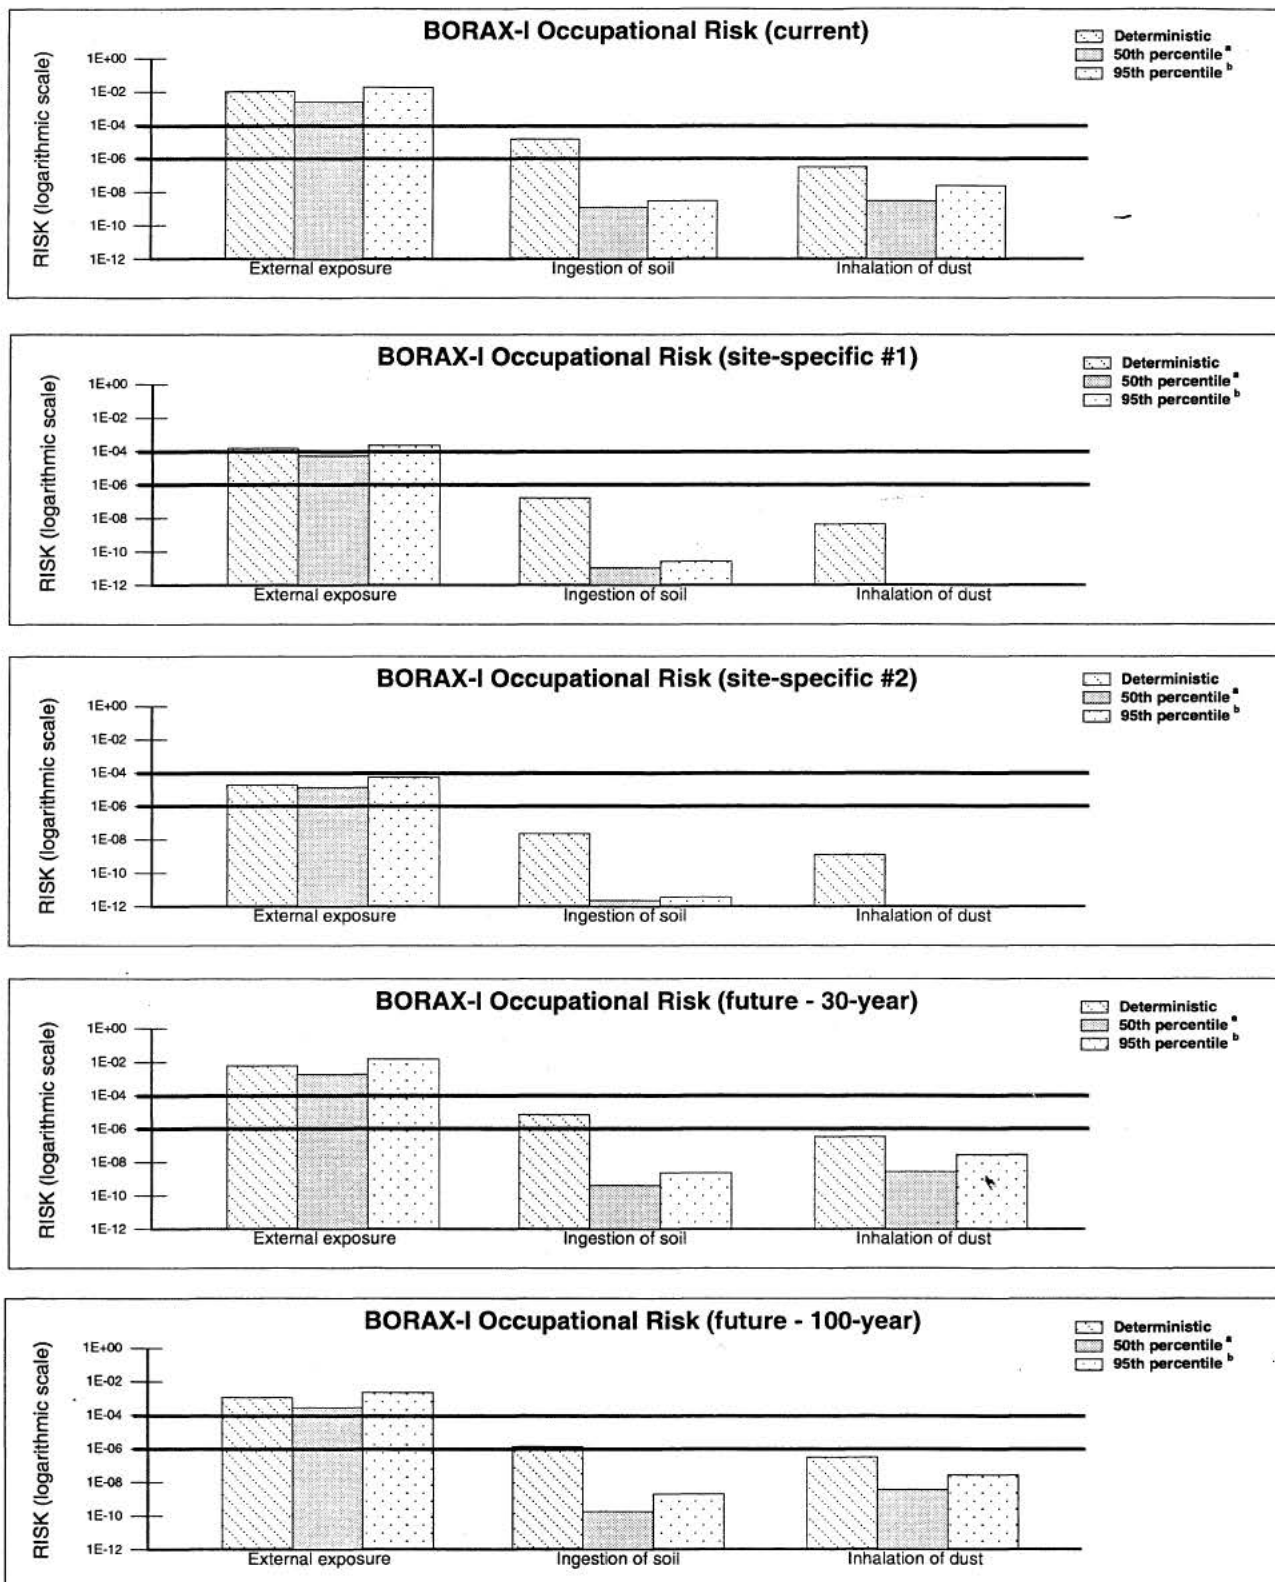 BORAX-I Occupational Risk (current)
Deterministic
50th percentile a
95th percentile b
RISK (logarithmic scale)
1E+00
1E-02
1E-04
1E-06
1E-08
1E-10
1E-12
External exposure
Ingestion of soil
Inhalation of dust
BORAX-I Occupational Risk (site-specific #1)
Deterministic
50th percentile a
95th percentile b
RISK (logarithmic scale)
1E+00
1E-02
1E-04
1E-06
1E-08
1E-10
1E-12
External exposure
Ingestion of soil
Inhalation of dust
BORAX-I Occupational Risk (site-specific #2)
Deterministic
50th percentile a
95th percentile b
RISK (logarithmic scale)
1E+00
1E-02
1E-04
1E-06
1E-08
1E-10
1E-12
External exposure
Ingestion of soil
Inhalation of dust
BORAX-I Occupational Risk (future - 30-year)
Deterministic
50th percentile a
95th percentile b
RISK (logarithmic scale)
1E+00
1E-02
1E-04
1E-06
1E-08
1E-10
1E-12
External exposure
Ingestion of soil
Inhalation of dust
BORAX-I Occupational Risk (future - 100-year)
Deterministic
50th percentile a
95th percentile b
RISK (logarithmic scale)
1E+00
1E-02
1E-04
1E-06
1E-08
1E-10
1E-12
External exposure
Ingestion of soil
Inhalation of dust